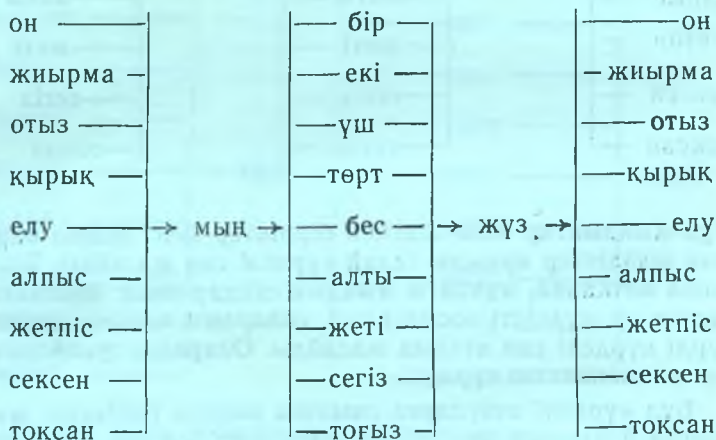 он бір он
жиырма екі жиырма
отыз үш отыз
қырық төрт қырық
елу мың бес жүз елу
алпыс алты алпыс
жетпіс жеті жетпіс
сексен сегіз сексен
тоқсан тоғыз тоқсан